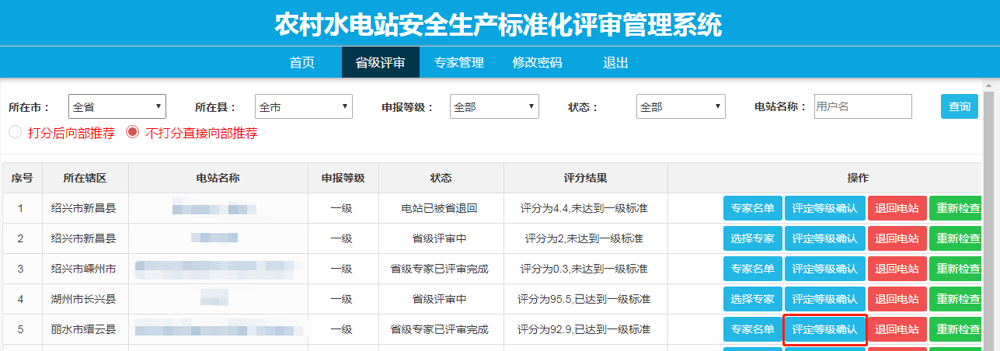 农村水电站安全生产标准化评审管理系统
首页 省级评审 专家管理 修改密码 退出
所在市： 全省 所在县： 全市 申报等级： 全部 状态： 全部 电站名称： 用户名 查询
打分后向部推荐 不打分直接向部推荐
序号 所在辖区 电站名称 申报等级 状态 评分结果 操作
1 绍兴市新昌县 一级 电站已被省退回 评分为4.4,未达到一级标准 专家名单 评定等级确认 退回电站 重新检查
2 绍兴市新昌县 一级 省级评审中 评分为2,未达到一级标准 选择专家 评定等级确认 退回电站 重新检查
3 绍兴市嵊州市 一级 省级专家已评审完成 评分为0.3,未达到一级标准 专家名单 评定等级确认 退回电站 重新检查
4 湖州市长兴县 一级 省级评审中 评分为95.5,已达到一级标准 选择专家 评定等级确认 退回电站 重新检查
5 丽水市缙云县 一级 省级专家已评审完成 评分为92.9,已达到一级标准 专家名单 评定等级确认 退回电站 重新检查